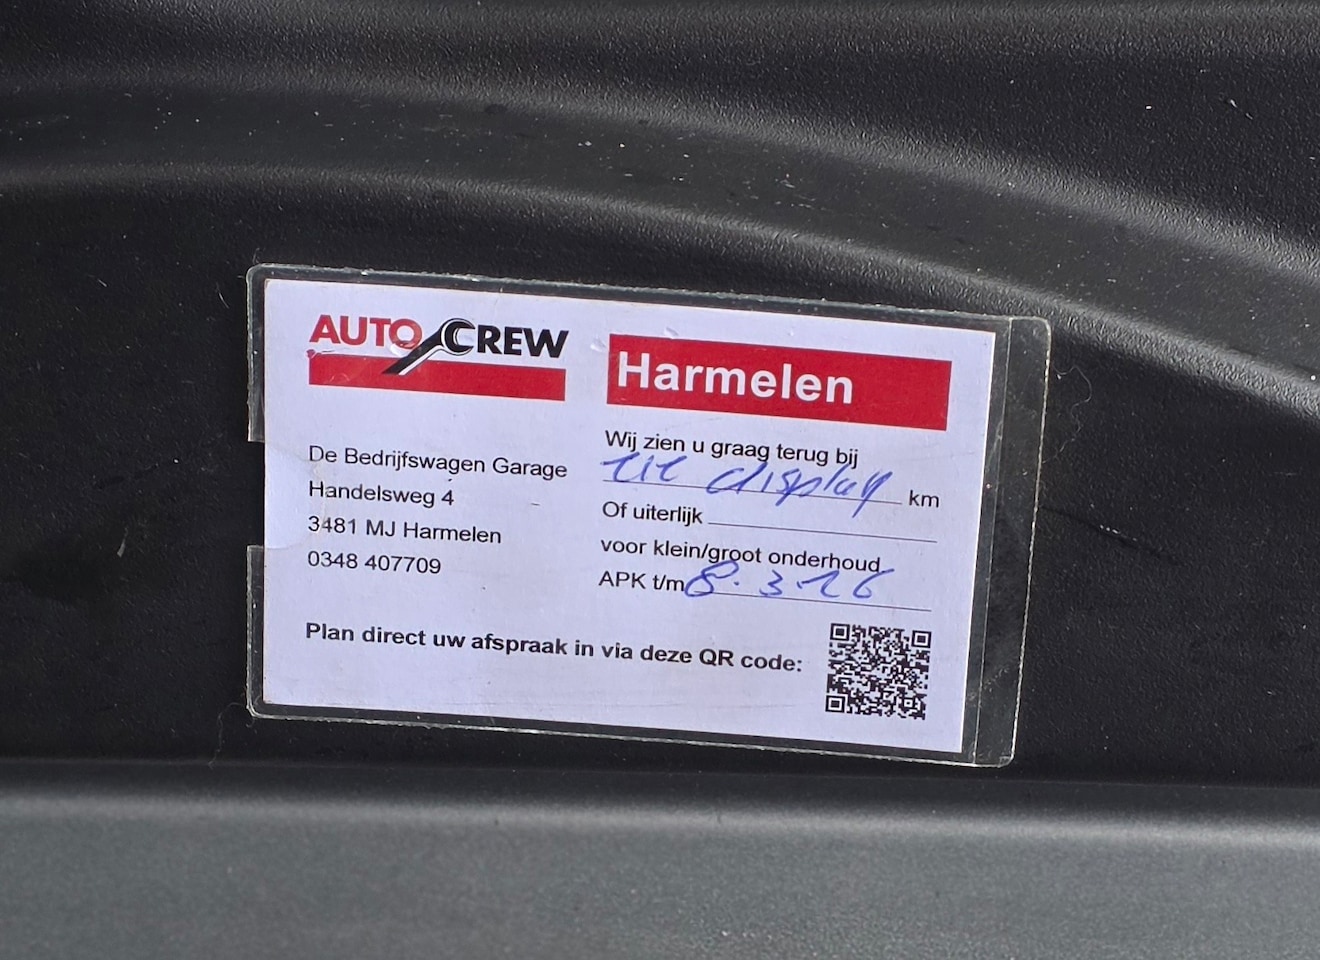 AUTO CREW
Harmelen
De Bedrijfswagen Garage
Handelsweg 4
3481 MJ Harmelen
0348 407709
Wij zien u graag terug bij
zie display km
Of uiterlijk
voor klein/groot onderhoud
APK t/m 8.3.26
Plan direct uw afspraak in via deze QR code: